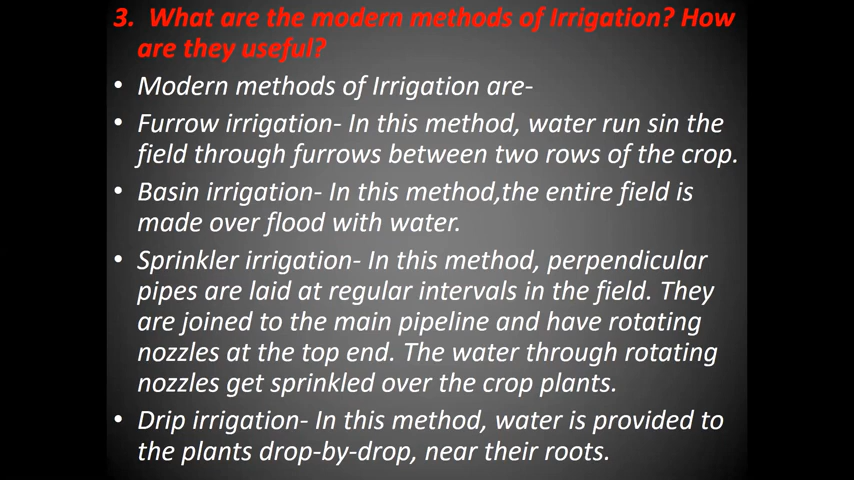 3. What are the modern methods of Irrigation? How
are they useful?
• Modern methods of Irrigation are-
• Furrow irrigation- In this method, water run sin the
field through furrows between two rows of the crop.
• Basin irrigation- In this method,the entire field is
made over flood with water.
• Sprinkler irrigation- In this method, perpendicular
pipes are laid at regular intervals in the field. They
are joined to the main pipeline and have rotating
nozzles at the top end. The water through rotating
nozzles get sprinkled over the crop plants.
• Drip irrigation- In this method, water is provided to
the plants drop-by-drop, near their roots.